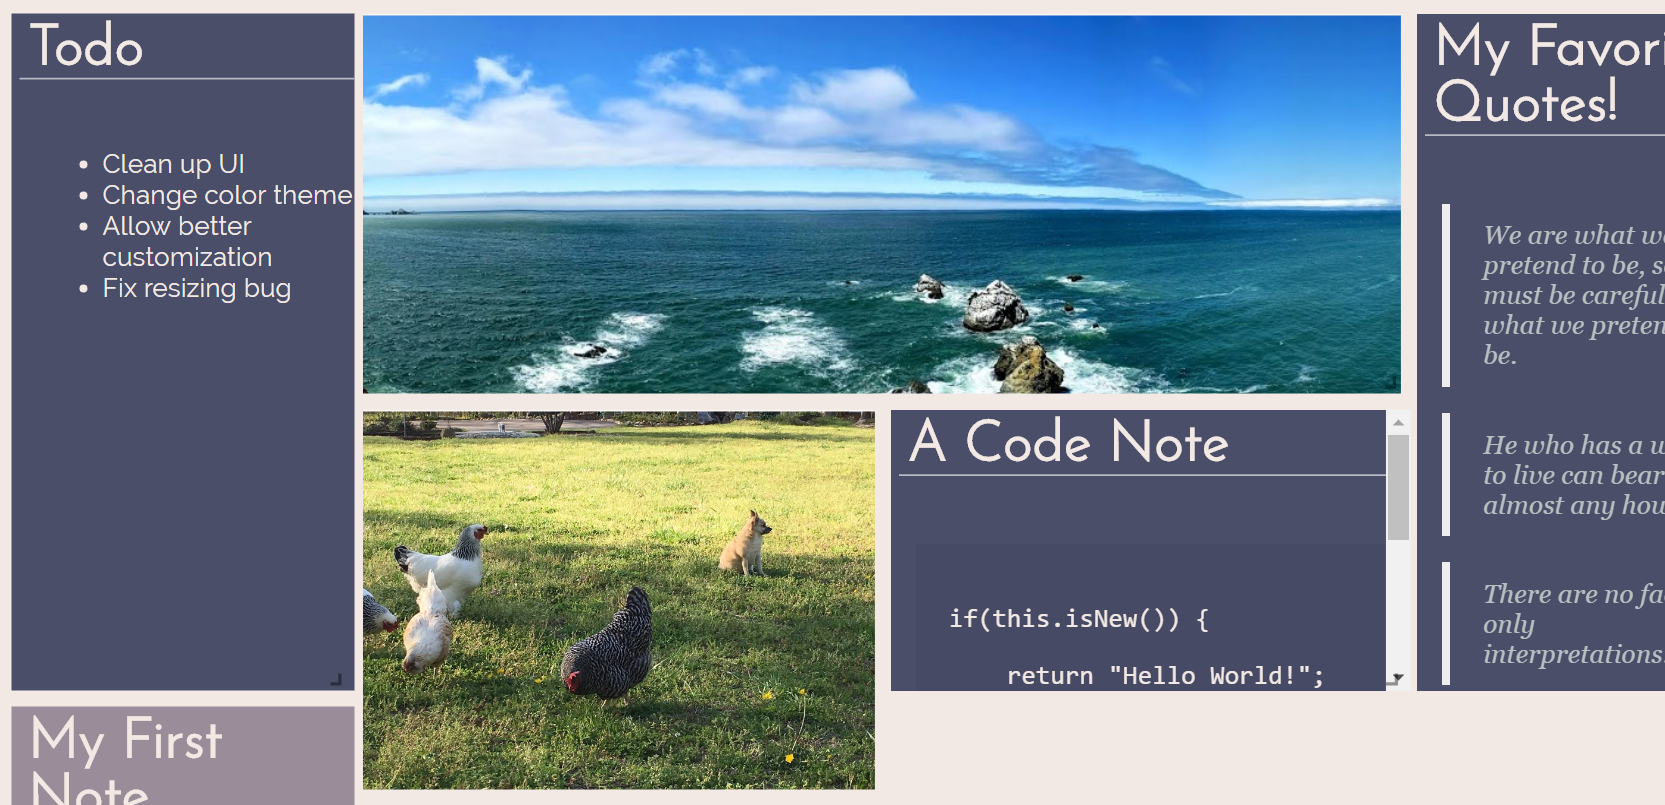 Todo
Clean up UI
Change color theme
Allow better
customization
Fix resizing bug
My First
Note
A Code Note
if(this.isNew()) {
return "Hello World!";
My Favori
Quotes!
We are what w
pretend to be, s
must be careful
what we preten
be.
He who has a w
to live can bear
almost any how
There are no fa
only
interpretations